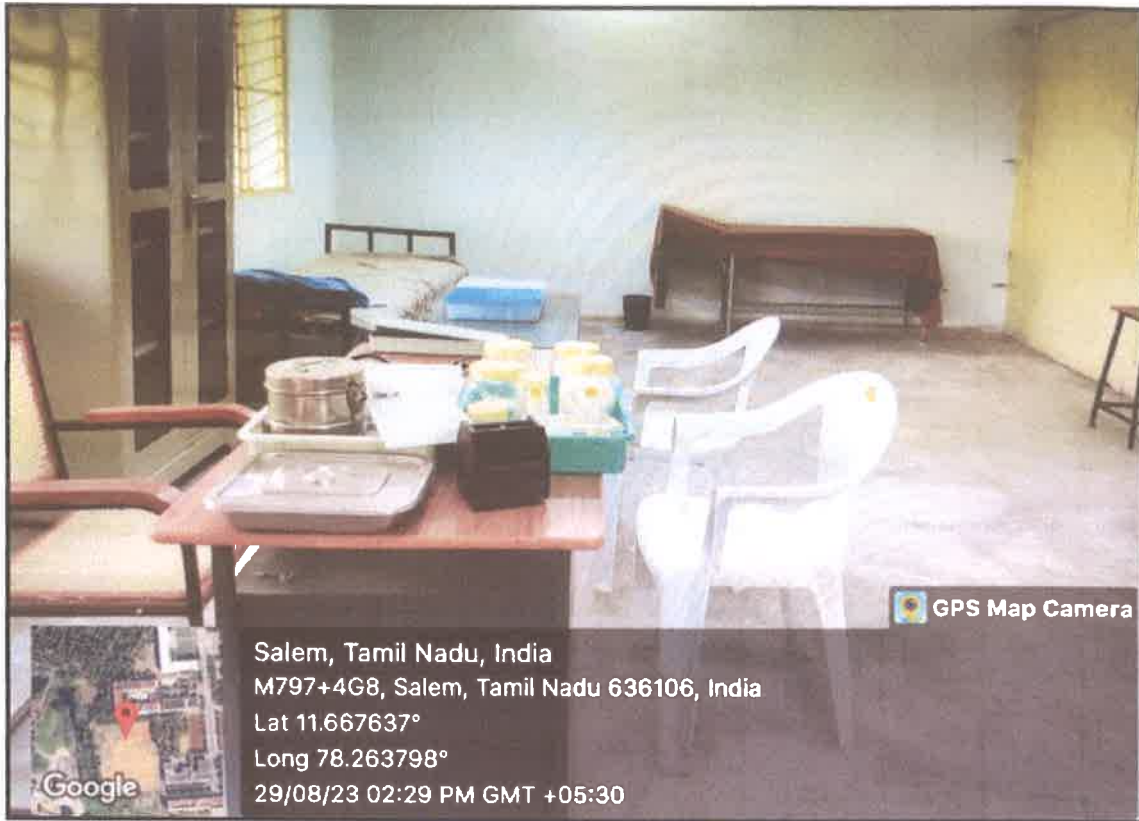 GPS Map Camera
Salem, Tamil Nadu, India
M797+4G8, Salem, Tamil Nadu 636106, India
Lat 11.667637°
Long 78.263798°
29/08/23 02:29 PM GMT +05:30
Google